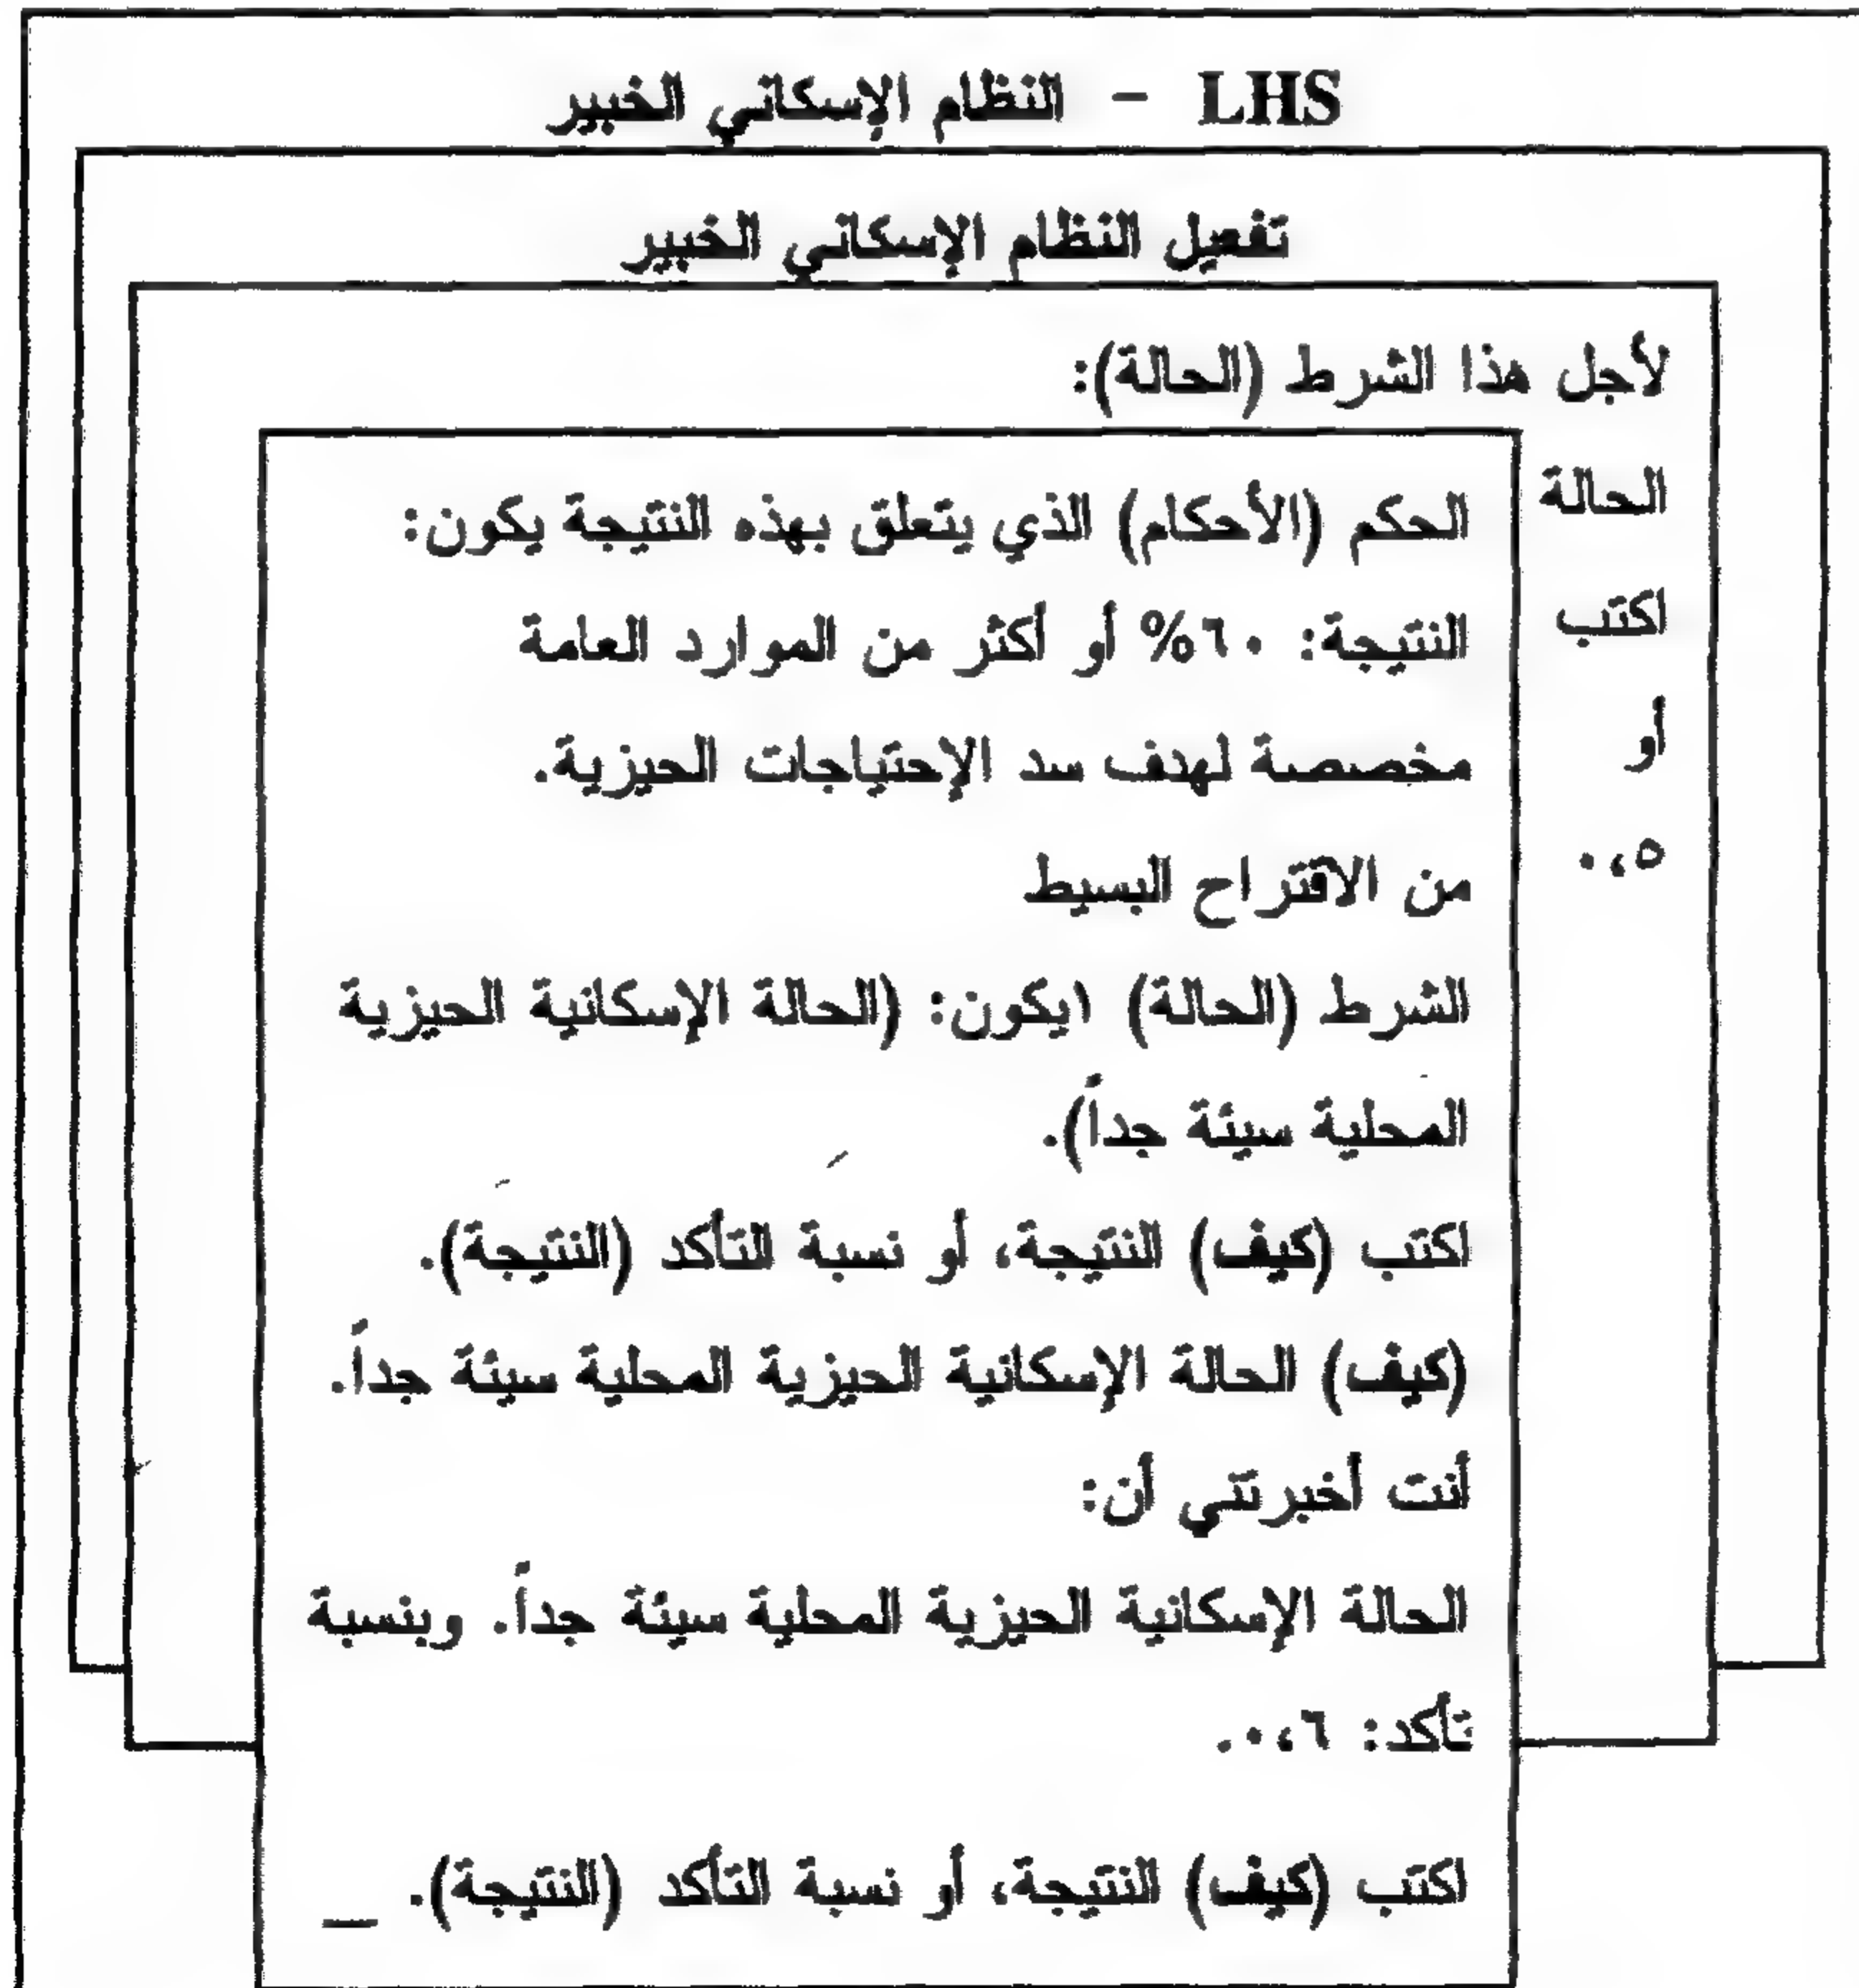 LHS - النظام الإسكاني الخبير
تفصيل النظام الإسكاني الخبير
لأجل هذا الشرط (الحالة):
الحالة
اكتب
أو
٠,٥
الحكم (الأحكام) الذي يتعلق بهذه النتيجة يكون:
النتيجة: ٦٠% أو أكثر من الموارد العامة
مخصصة لهدف سد الإحتياجات الحيزية.
من الاقتراح البسيط
الشرط (الحالة) ١يكون: (الحالة الإسكانية الحيزية
المحلية سيئة جداً).
اكتب (كيف) النتيجة، أو نسبة التأكد (النتيجة).
(كيف) الحالة الإسكانية الحيزية المحلية سيئة جداً.
أنت أخبرتني أن:
الحالة الإسكانية الحيزية المحلية سيئة جداً. وبنسبة
تأكد: ٠,٦.
اكتب (كيف) النتيجة، أو نسبة التأكد (النتيجة). _